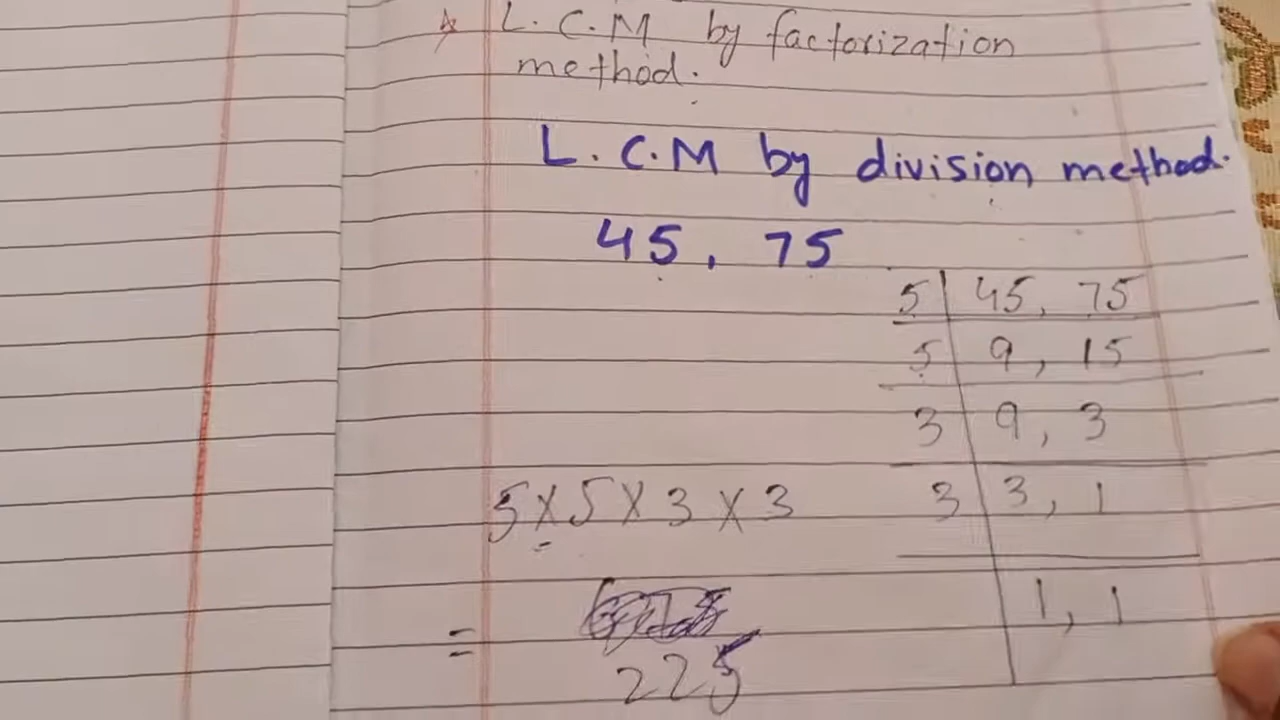 L.C.M by factorization
method.
L.C.M by division method.
45, 75
5 | 45, 75
5 | 9, 15
3 | 9, 3
3 | 3, 1
1, 1
5 x 5 x 3 x 3
= 225